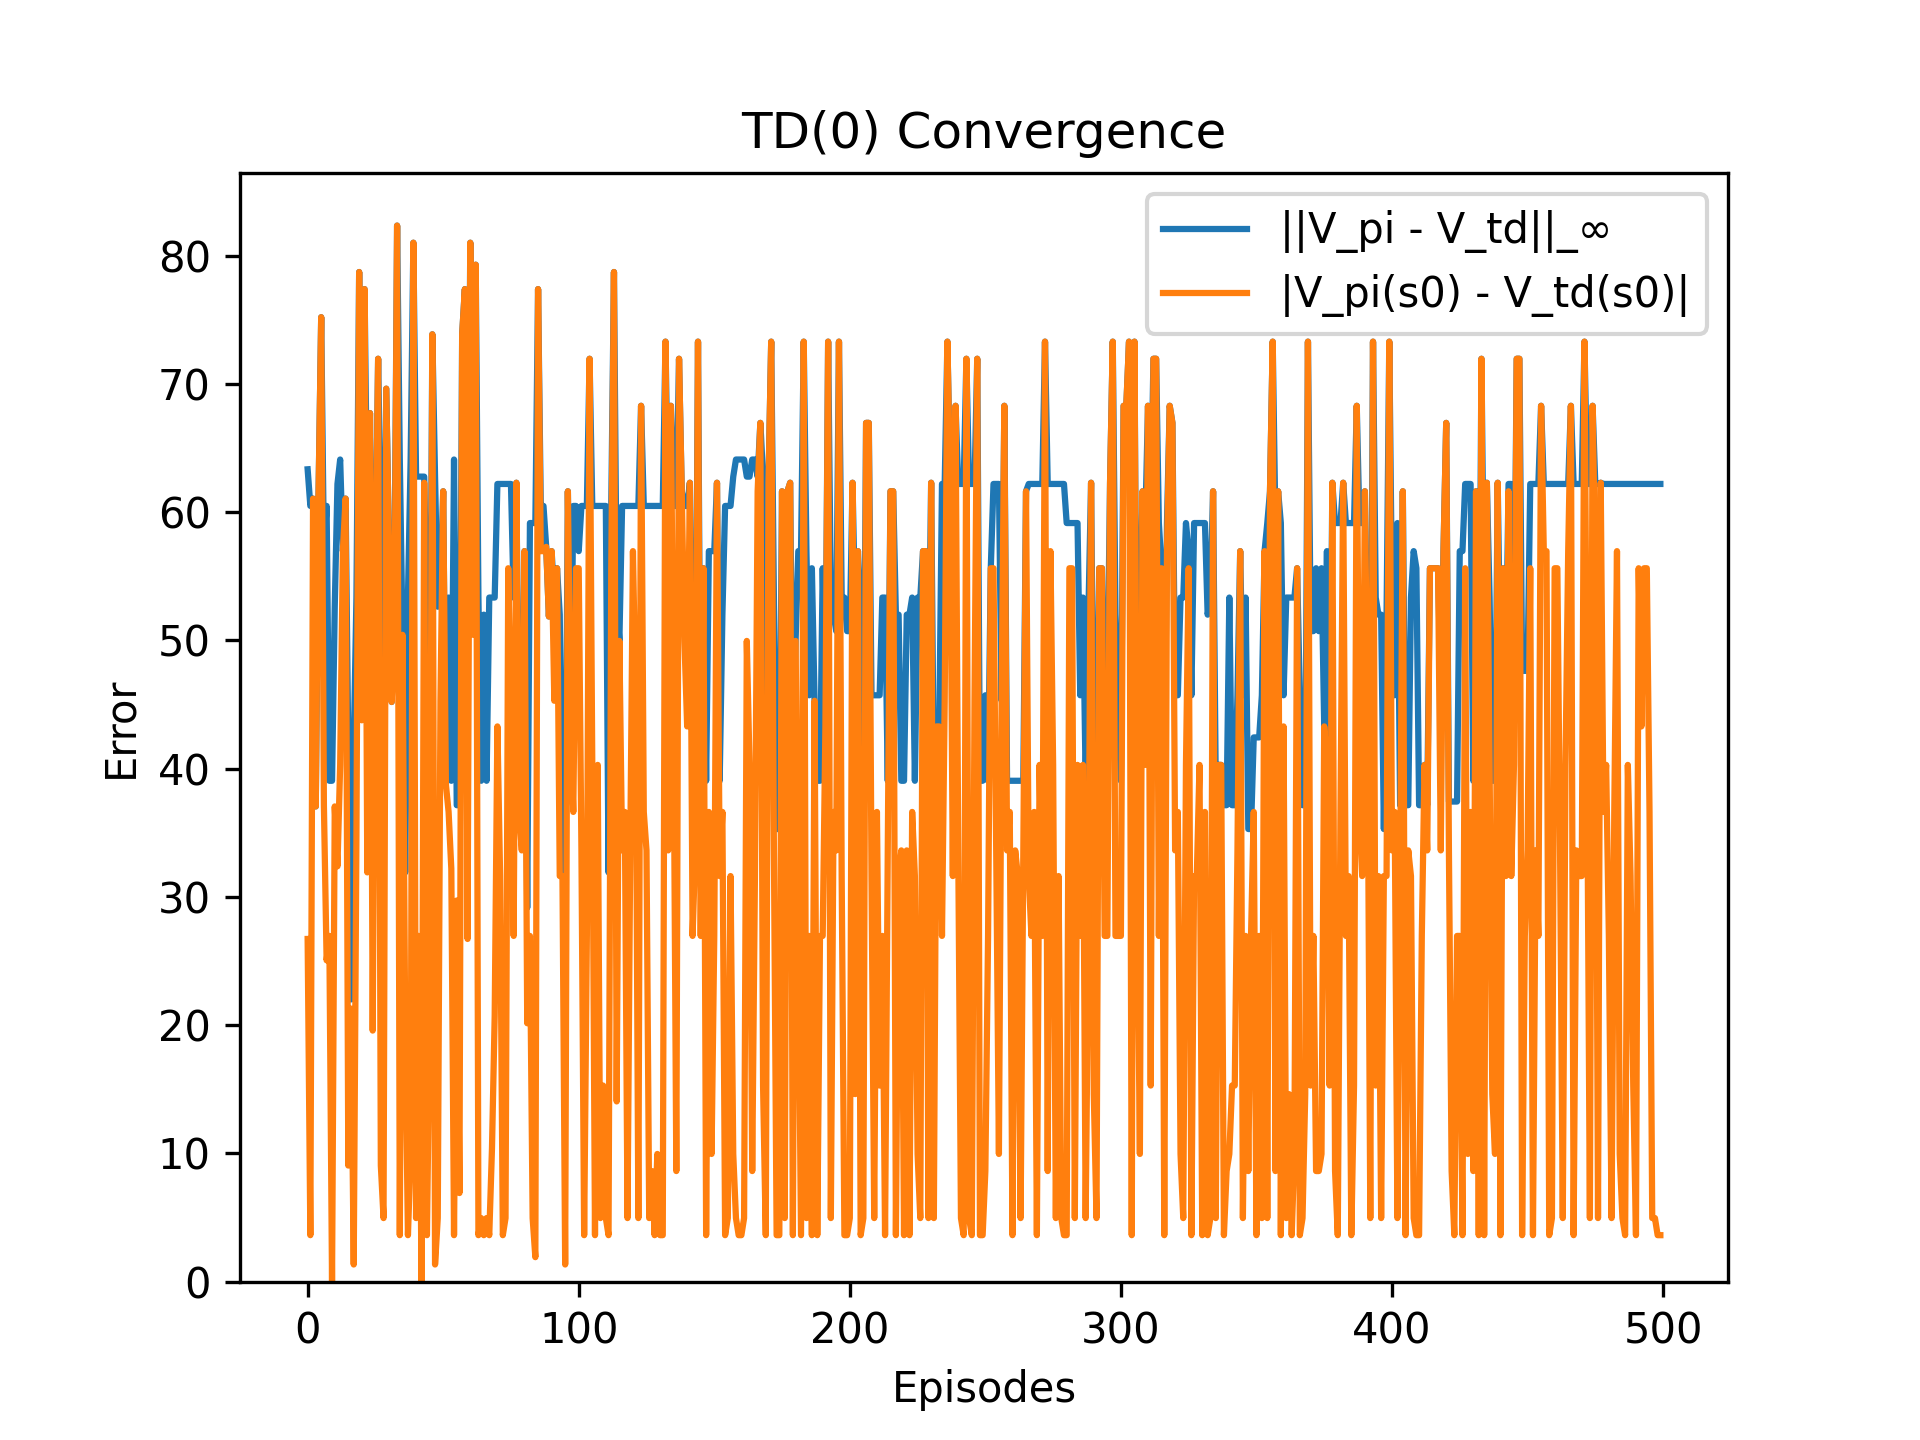 TD(0) Convergence
||V_pi - V_td||_∞
|V_pi(s0) - V_td(s0)|
Error
80
70
60
50
40
30
20
10
0
0 100 200 300 400 500
Episodes